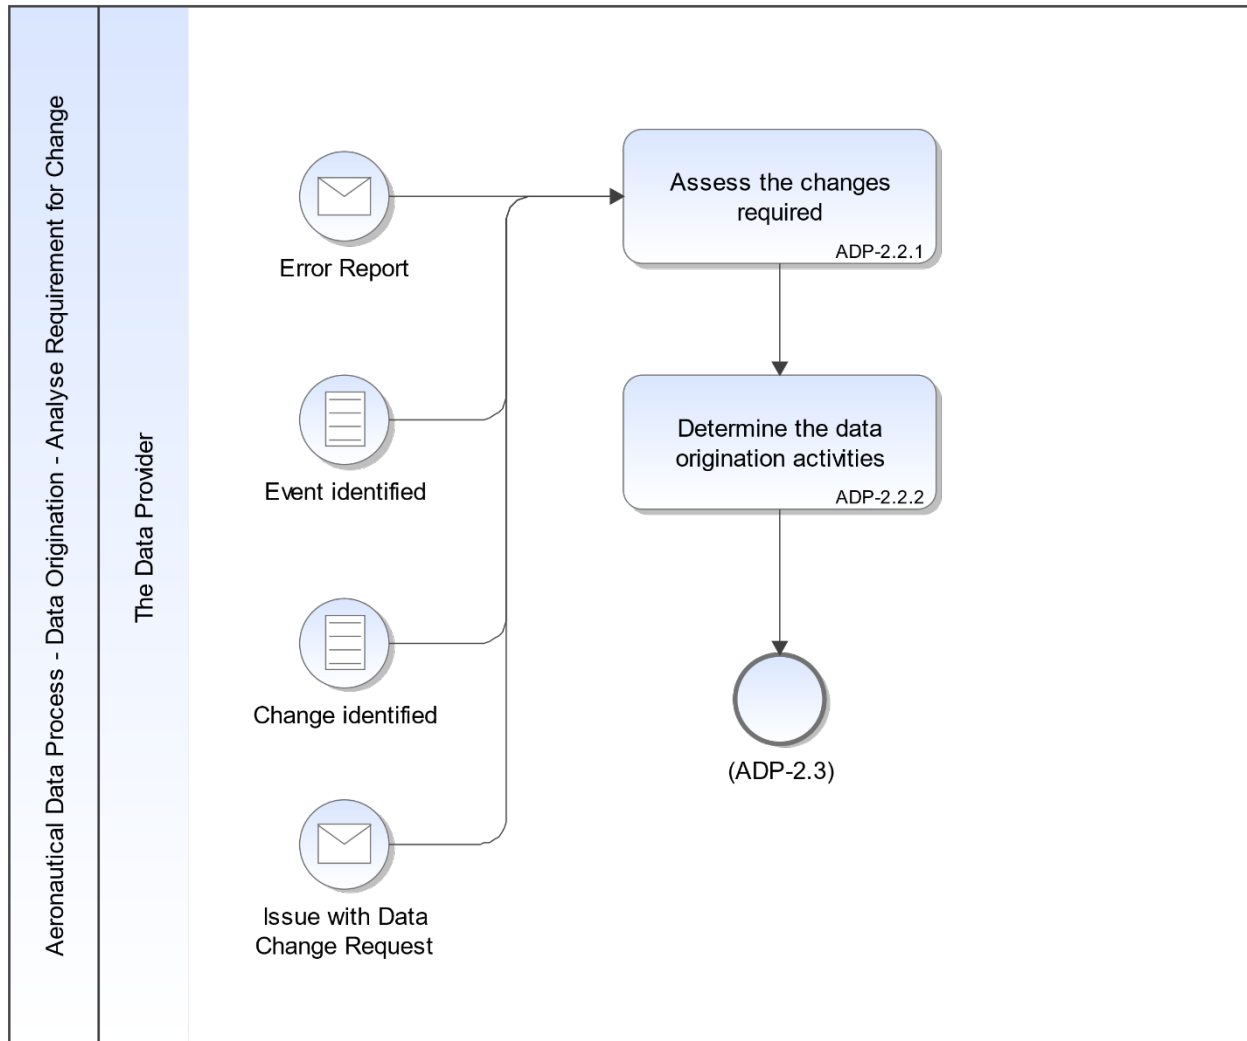 Aeronautical Data Process - Data Origination - Analyse Requirement for Change
The Data Provider
Error Report
Assess the changes
required
ADP-2.2.1
Event identified
Determine the data
origination activities
ADP-2.2.2
Change identified
(ADP-2.3)
Issue with Data
Change Request